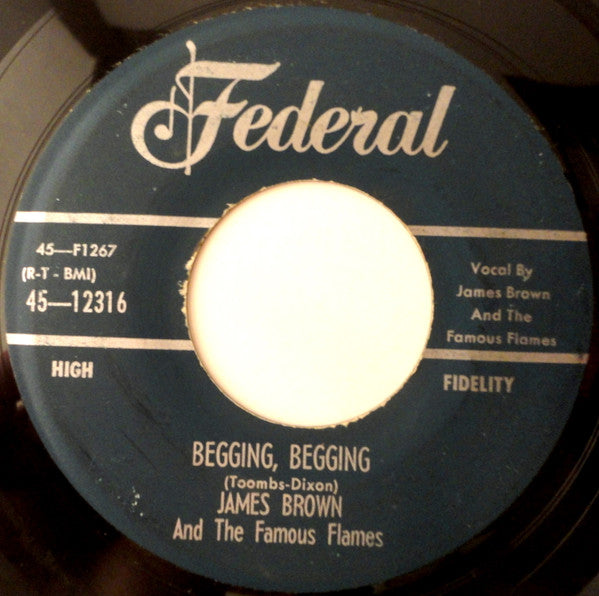 Federal
45—F1267
(R-T - BMI)
45—12316
Vocal By
James Brown
And The
Famous Flames
HIGH
FIDELITY
BEGGING, BEGGING
(Toombs-Dixon)
JAMES BROWN
And The Famous Flames